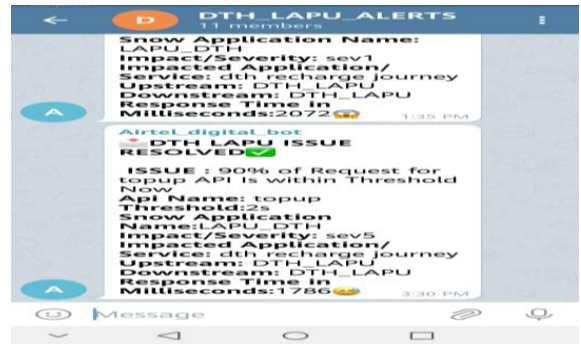 D
DTH_LAPU_ALERTS
11 members
Snow Application Name:
LAPU_DTH
Impact/Severity: sev1
Impacted Application/
Service: dth recharge journey
Upstream: DTH_LAPU
Downstream: DTH_LAPU
Response Time in
Milliseconds:2072😱
1:35 PM
A
Airtel_digital_bot
📩DTH LAPU ISSUE
RESOLVED✅
ISSUE : 90% of Request for
topup API Is within Threshold
Now
Api Name: topup
Threshold:2s
Snow Application
Name:LAPU_DTH
Impact/Severity: sev5
Impacted Application/
Service: dth recharge journey
Upstream: DTH_LAPU
Downstream: DTH_LAPU
Response Time in
Milliseconds:1786😅
3:30 PM
A
Message